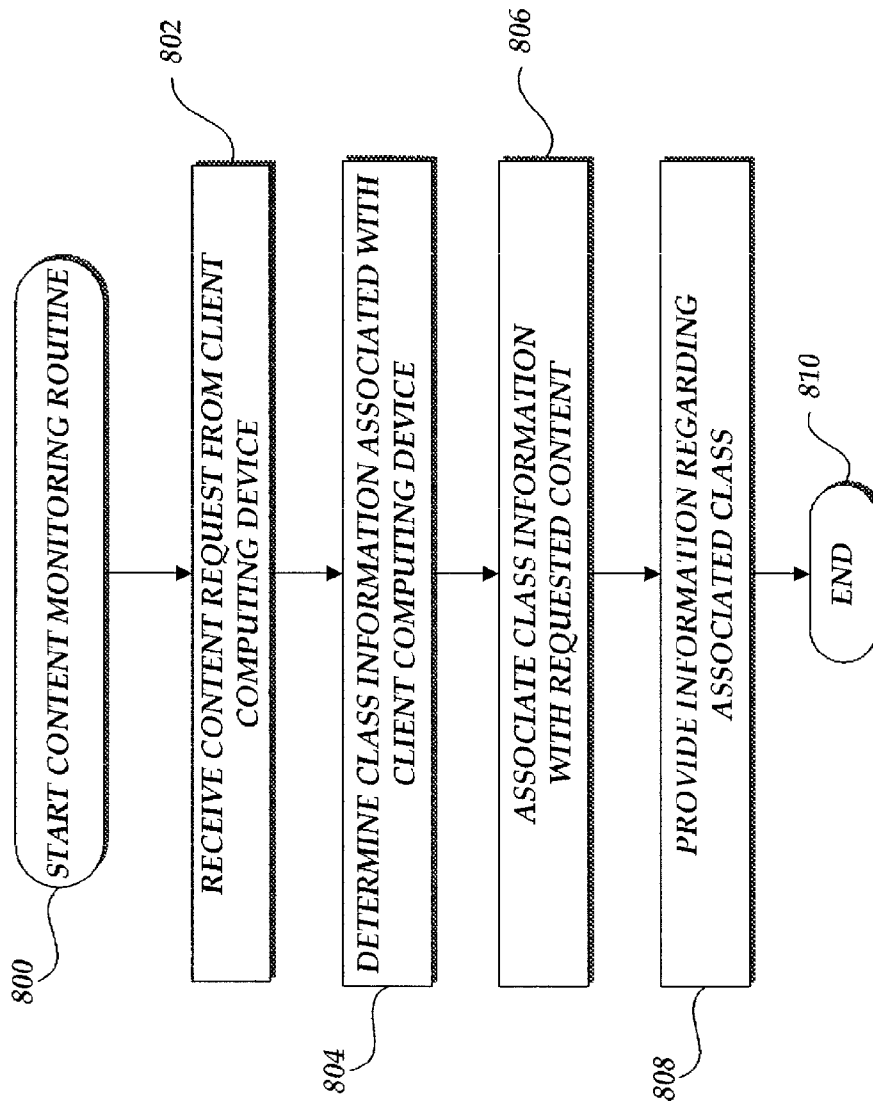 800
START CONTENT MONITORING ROUTINE
802
RECEIVE CONTENT REQUEST FROM CLIENT
COMPUTING DEVICE
804
DETERMINE CLASS INFORMATION ASSOCIATED WITH
CLIENT COMPUTING DEVICE
806
ASSOCIATE CLASS INFORMATION
WITH REQUESTED CONTENT
808
PROVIDE INFORMATION REGARDING
ASSOCIATED CLASS
810
END